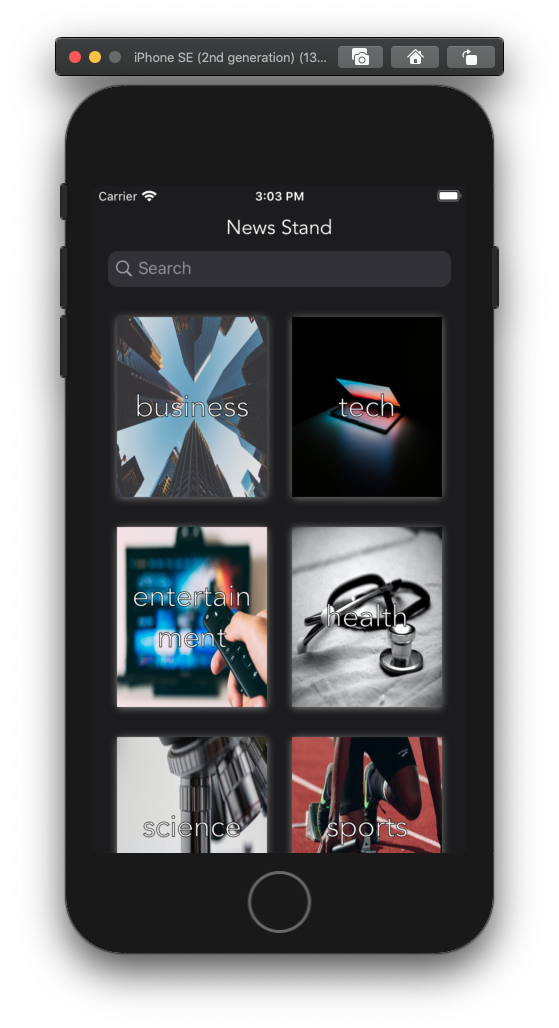 iPhone SE (2nd generation) (13...
Carrier
3:03 PM
News Stand
Search
business
tech
entertain
ment
health
science
sports